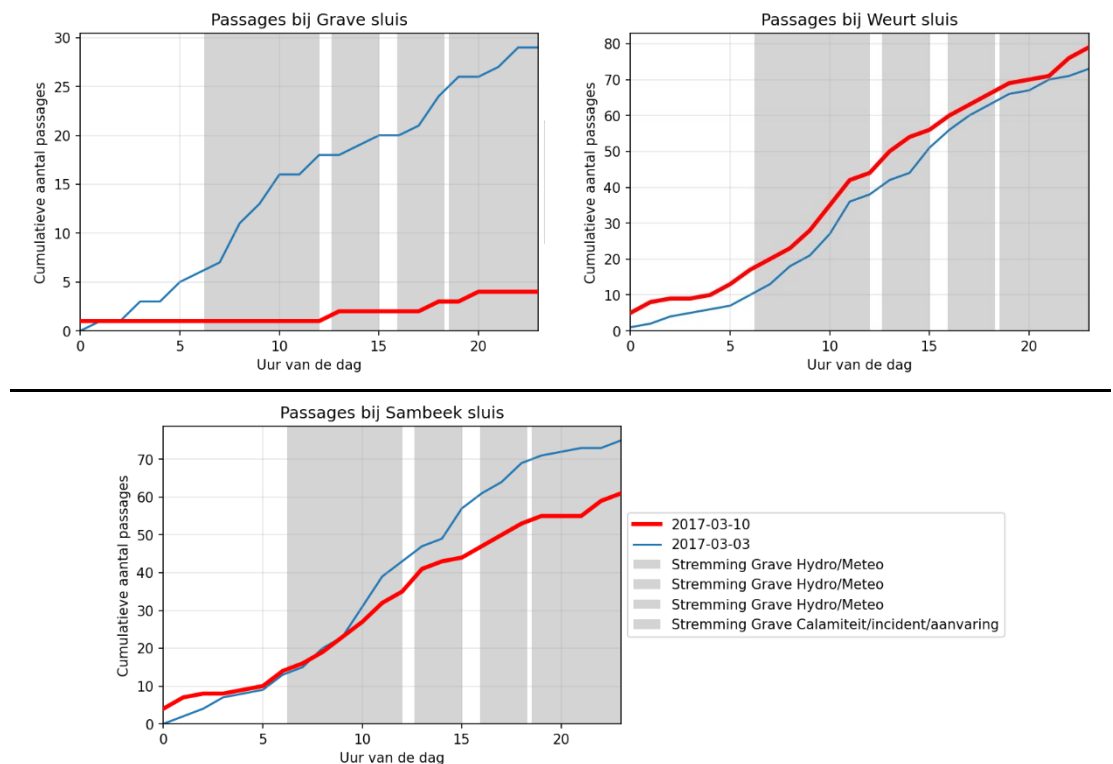 Passages bij Grave sluis
Cumulatieve aantal passages
30
25
20
15
10
5
0
0 5 10 15 20
Uur van de dag
Passages bij Weurt sluis
Cumulatieve aantal passages
80
70
60
50
40
30
20
10
0
0 5 10 15 20
Uur van de dag
Passages bij Sambeek sluis
Cumulatieve aantal passages
70
60
50
40
30
20
10
0
0 5 10 15 20
Uur van de dag
2017-03-10
2017-03-03
Stremming Grave Hydro/Meteo
Stremming Grave Hydro/Meteo
Stremming Grave Hydro/Meteo
Stremming Grave Calamiteit/incident/aanvaring